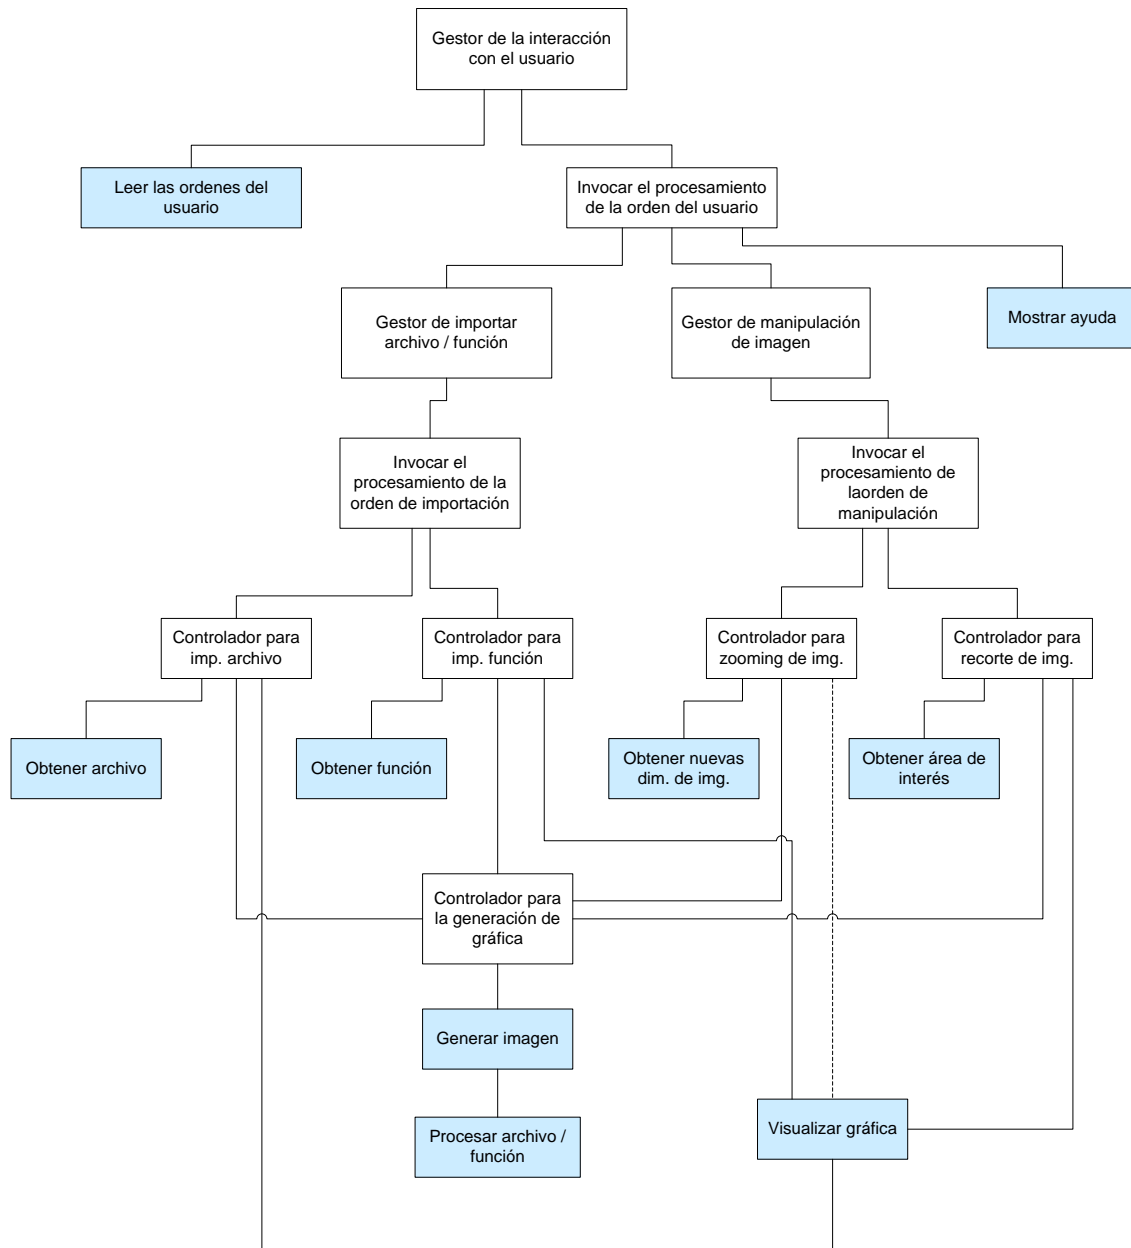 Gestor de la interacción
con el usuario
Leer las ordenes del
usuario
Invocar el procesamiento
de la orden del usuario
Gestor de importar
archivo / función
Gestor de manipulación
de imagen
Mostrar ayuda
Invocar el
procesamiento de la
orden de importación
Invocar el
procesamiento de
laorden de
manipulación
Controlador para
imp. archivo
Controlador para
imp. función
Controlador para
zooming de img.
Controlador para
recorte de img.
Obtener archivo
Obtener función
Obtener nuevas
dim. de img.
Obtener área de
interés
Controlador para
la generación de
gráfica
Generar imagen
Procesar archivo /
función
Visualizar gráfica